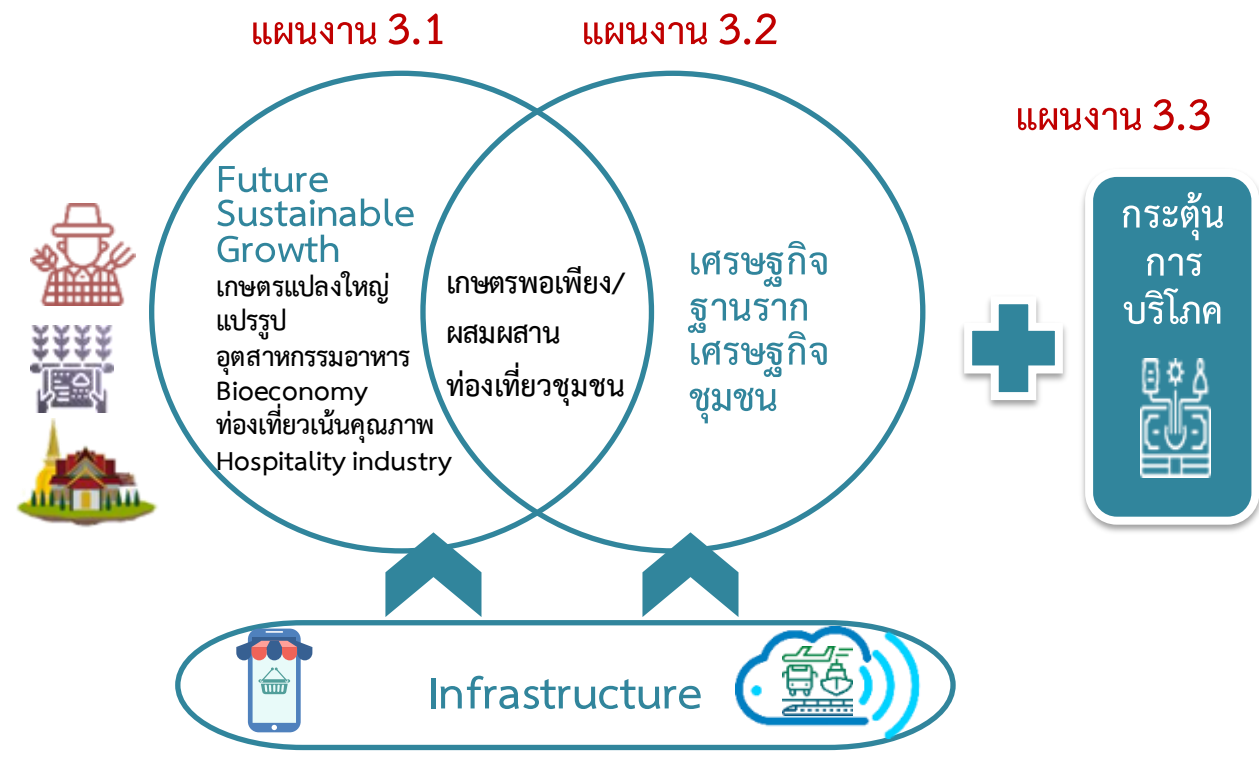 แผนงาน 3.1
แผนงาน 3.2
แผนงาน 3.3
Future
Sustainable
Growth
เกษตรแปลงใหญ่
แปรรูป
อุตสาหกรรมอาหาร
Bioeconomy
ท่องเที่ยวเน้นคุณภาพ
Hospitality industry
เกษตรพอเพียง/
ผสมผสาน
ท่องเที่ยวชุมชน
เศรษฐกิจ
ฐานราก
เศรษฐกิจ
ชุมชน
กระตุ้น
การ
บริโภค
Infrastructure